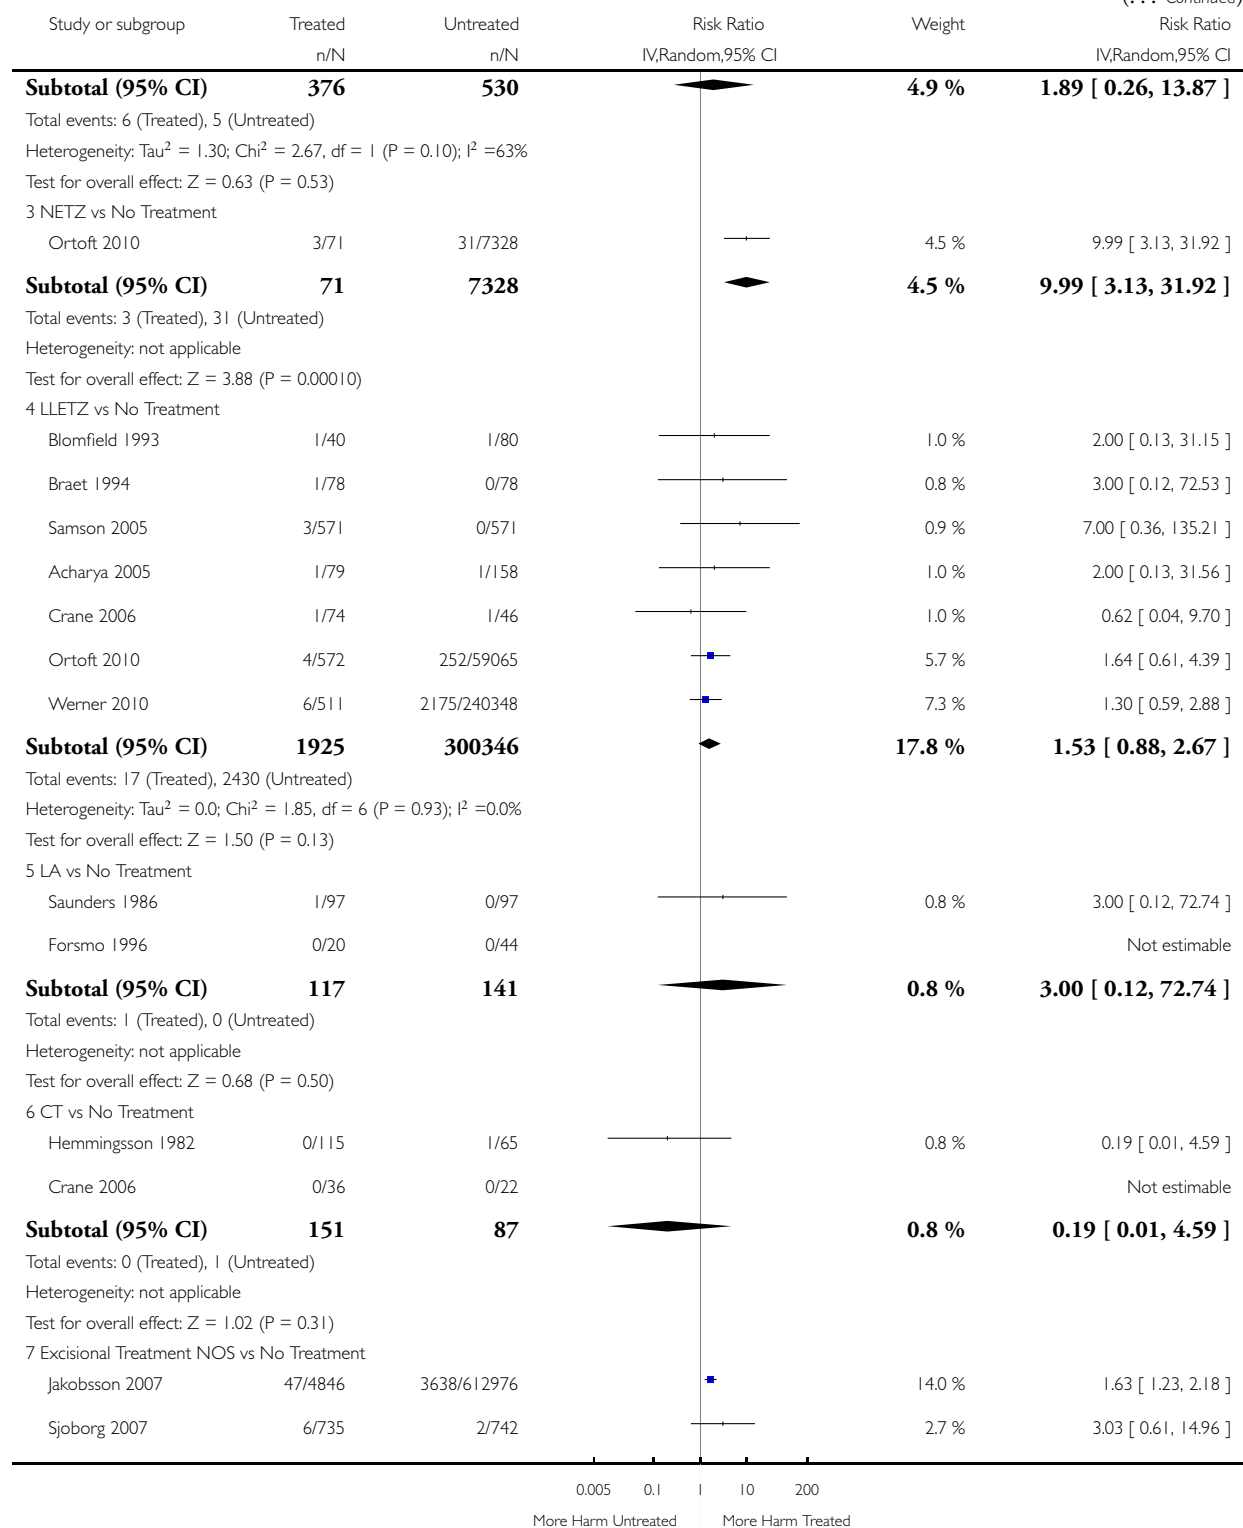 (. . . Continued)
Study or subgroup Treated Untreated Risk Ratio Weight Risk Ratio
n/N n/N IV,Random,95% CI IV,Random,95% CI
Subtotal (95% CI) 376 530 4.9 % 1.89 [ 0.26, 13.87 ]
Total events: 6 (Treated), 5 (Untreated)
Heterogeneity: Tau² = 1.30; Chi² = 2.67, df = 1 (P = 0.10); I² =63%
Test for overall effect: Z = 0.63 (P = 0.53)
3 NETZ vs No Treatment
Ortoft 2010 3/71 31/7328 4.5 % 9.99 [ 3.13, 31.92 ]
Subtotal (95% CI) 71 7328 4.5 % 9.99 [ 3.13, 31.92 ]
Total events: 3 (Treated), 31 (Untreated)
Heterogeneity: not applicable
Test for overall effect: Z = 3.88 (P = 0.00010)
4 LLETZ vs No Treatment
Blomfield 1993 1/40 1/80 1.0 % 2.00 [ 0.13, 31.15 ]
Braet 1994 1/78 0/78 0.8 % 3.00 [ 0.12, 72.53 ]
Samson 2005 3/571 0/571 0.9 % 7.00 [ 0.36, 135.21 ]
Acharya 2005 1/79 1/158 1.0 % 2.00 [ 0.13, 31.56 ]
Crane 2006 1/74 1/46 1.0 % 0.62 [ 0.04, 9.70 ]
Ortoft 2010 4/572 252/59065 5.7 % 1.64 [ 0.61, 4.39 ]
Werner 2010 6/511 2175/240348 7.3 % 1.30 [ 0.59, 2.88 ]
Subtotal (95% CI) 1925 300346 17.8 % 1.53 [ 0.88, 2.67 ]
Total events: 17 (Treated), 2430 (Untreated)
Heterogeneity: Tau² = 0.0; Chi² = 1.85, df = 6 (P = 0.93); I² =0.0%
Test for overall effect: Z = 1.50 (P = 0.13)
5 LA vs No Treatment
Saunders 1986 1/97 0/97 0.8 % 3.00 [ 0.12, 72.74 ]
Forsmo 1996 0/20 0/44 Not estimable
Subtotal (95% CI) 117 141 0.8 % 3.00 [ 0.12, 72.74 ]
Total events: 1 (Treated), 0 (Untreated)
Heterogeneity: not applicable
Test for overall effect: Z = 0.68 (P = 0.50)
6 CT vs No Treatment
Hemmingsson 1982 0/115 1/65 0.8 % 0.19 [ 0.01, 4.59 ]
Crane 2006 0/36 0/22 Not estimable
Subtotal (95% CI) 151 87 0.8 % 0.19 [ 0.01, 4.59 ]
Total events: 0 (Treated), 1 (Untreated)
Heterogeneity: not applicable
Test for overall effect: Z = 1.02 (P = 0.31)
7 Excisional Treatment NOS vs No Treatment
Jakobsson 2007 47/4846 3638/612976 14.0 % 1.63 [ 1.23, 2.18 ]
Sjoborg 2007 6/735 2/742 2.7 % 3.03 [ 0.61, 14.96 ]
0.005 0.1 1 10 200
More Harm Untreated More Harm Treated